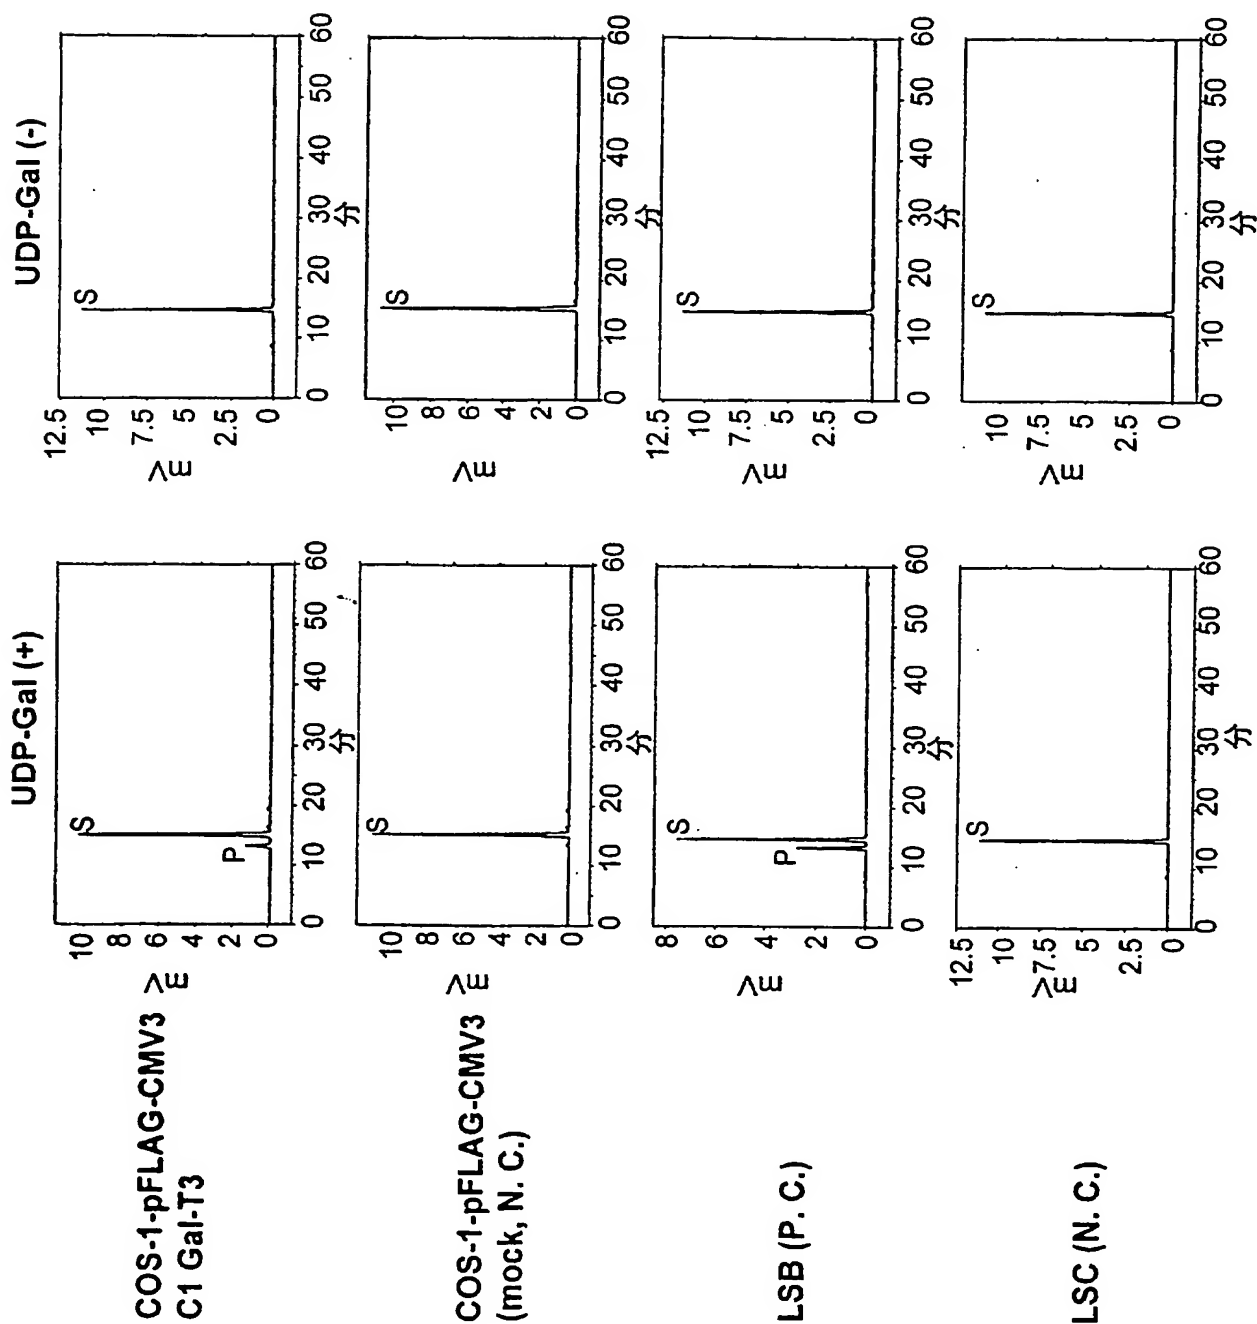 UDP-Gal (+)
UDP-Gal (-)
COS-1-pFLAG-CMV3
C1 Gal-T3
mV
10
8
6
4
2
0
P
S
0 10 20 30 40 50 60
分
mV
12.5
10
7.5
5
2.5
0
S
0 10 20 30 40 50 60
分
COS-1-pFLAG-CMV3
(mock, N. C.)
mV
10
8
6
4
2
0
S
0 10 20 30 40 50 60
分
mV
10
8
6
4
2
0
S
0 10 20 30 40 50 60
分
LSB (P. C.)
mV
8
6
4
2
0
P
S
0 10 20 30 40 50 60
分
mV
12.5
10
7.5
5
2.5
0
S
0 10 20 30 40 50 60
分
LSC (N. C.)
mV
12.5
10
7.5
5
2.5
0
S
0 10 20 30 40 50 60
分
mV
10
7.5
5
2.5
0
S
0 10 20 30 40 50 60
分